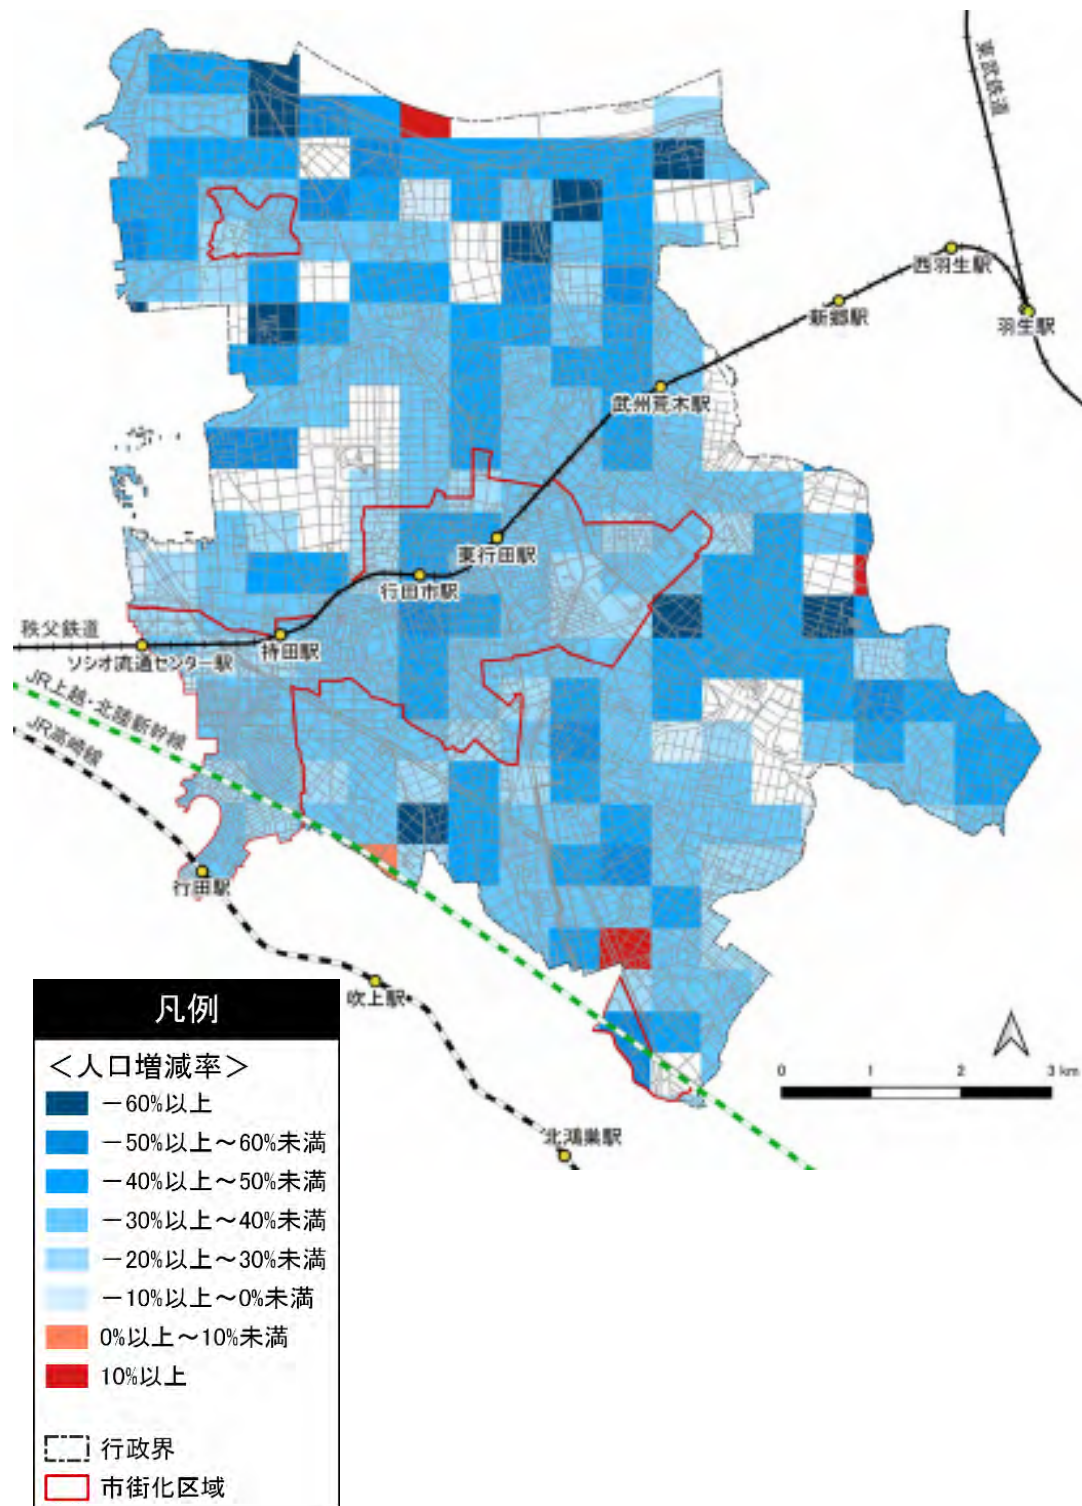 東武鉄道
西羽生駅
新郷駅
羽生駅
武州荒木駅
東行田駅
行田市駅
秩父鉄道
持田駅
ソシオ流通センター駅
JR上越・北陸新幹線
JR高崎線
行田駅
吹上駅
北鴻巣駅
0 1 2 3 km
凡例
＜人口増減率＞
－60%以上
－50%以上～60%未満
－40%以上～50%未満
－30%以上～40%未満
－20%以上～30%未満
－10%以上～0%未満
0%以上～10%未満
10%以上
行政界
市街化区域